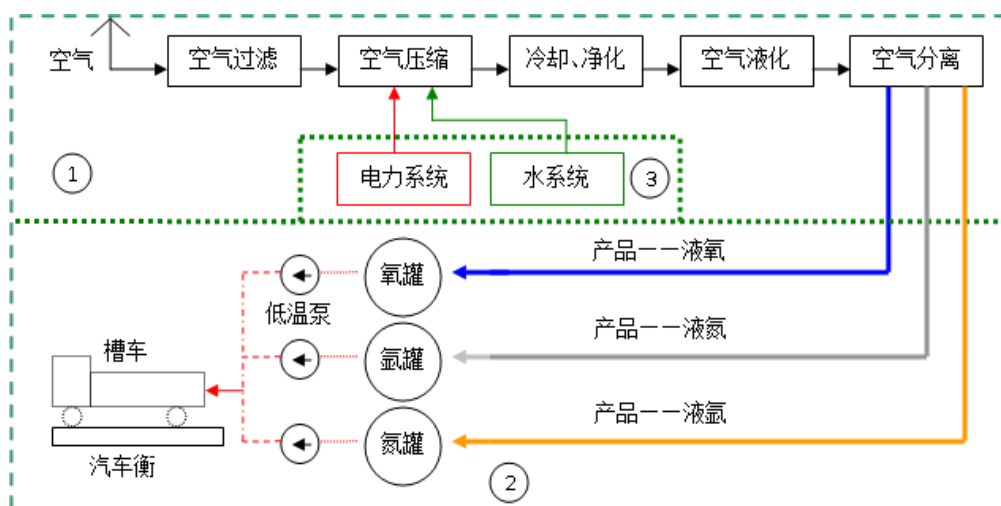 空气
空气过滤
空气压缩
冷却、净化
空气液化
空气分离
1
电力系统
水系统
3
产品——液氧
氧罐
低温泵
产品——液氮
氩罐
槽车
产品——液氩
氮罐
汽车衡
2